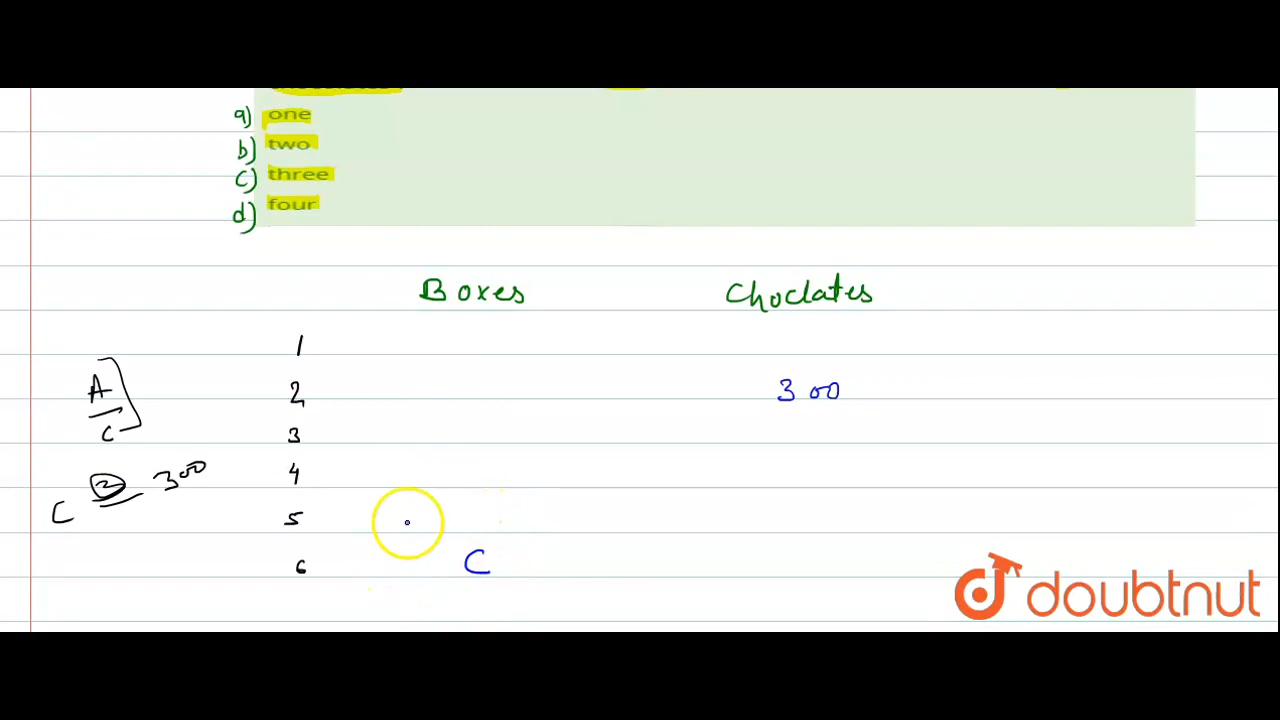 a) one
b) two
c) three
d) four
Boxes Choclates
1
A 2 300
C 3
2 300 4
C 5
6 C
doubtnut